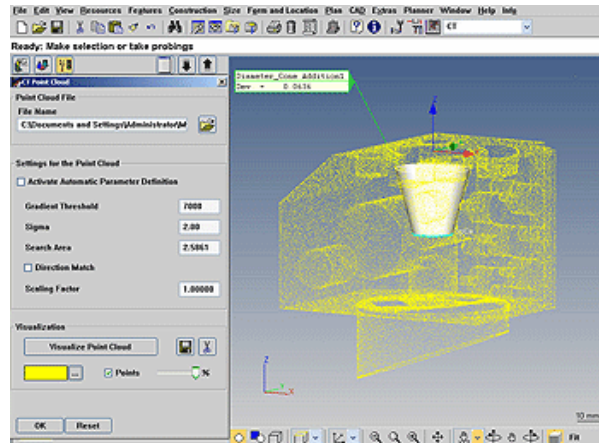 File Edit View Resources Features Construction Size Form and Location Plan CAD Extras Planner Window Help Info
CT
Ready: Make selection or take probings
CT Point Cloud
Point Cloud File
File Name
C:\Documents and Settings\Administrator\M
Settings for the Point Cloud
Activate Automatic Parameter Definition
Gradient Threshold 7000
Sigma 2.00
Search Area 2.5861
Direction Match
Scaling Factor 1.00000
Visualization
Visualize Point Cloud
... Points %
OK Reset
Diameter_Cone Addition1
Dev = 0.0636
Z
Y
X
10 mm
Fit